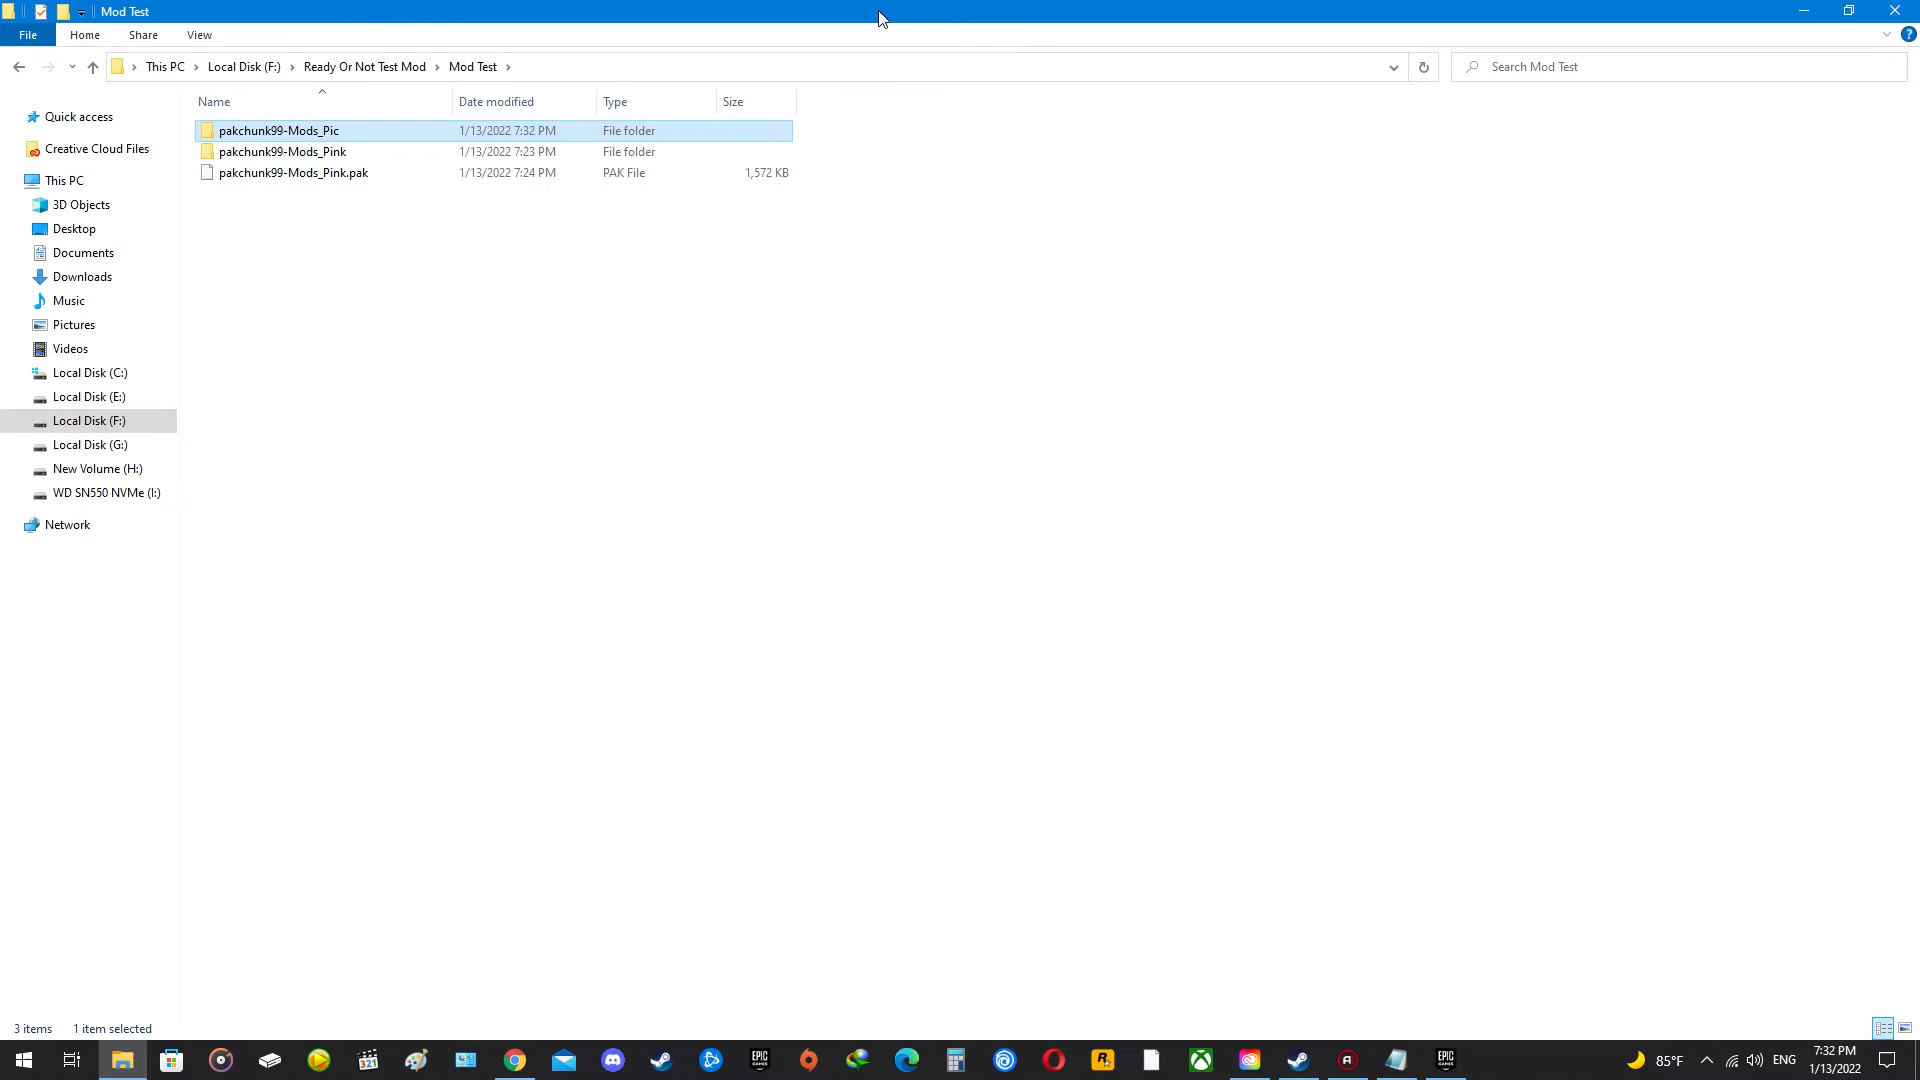 Mod Test
File Home Share View
This PC Local Disk (F:) Ready Or Not Test Mod Mod Test
Search Mod Test
Name Date modified Type Size
pakchunk99-Mods_Pic 1/13/2022 7:32 PM File folder
pakchunk99-Mods_Pink 1/13/2022 7:23 PM File folder
pakchunk99-Mods_Pink.pak 1/13/2022 7:24 PM PAK File 1,572 KB
Quick access
Creative Cloud Files
This PC
3D Objects
Desktop
Documents
Downloads
Music
Pictures
Videos
Local Disk (C:)
Local Disk (E:)
Local Disk (F:)
Local Disk (G:)
New Volume (H:)
WD SN550 NVMe (I:)
Network
3 items 1 item selected
85°F ENG 7:32 PM
1/13/2022